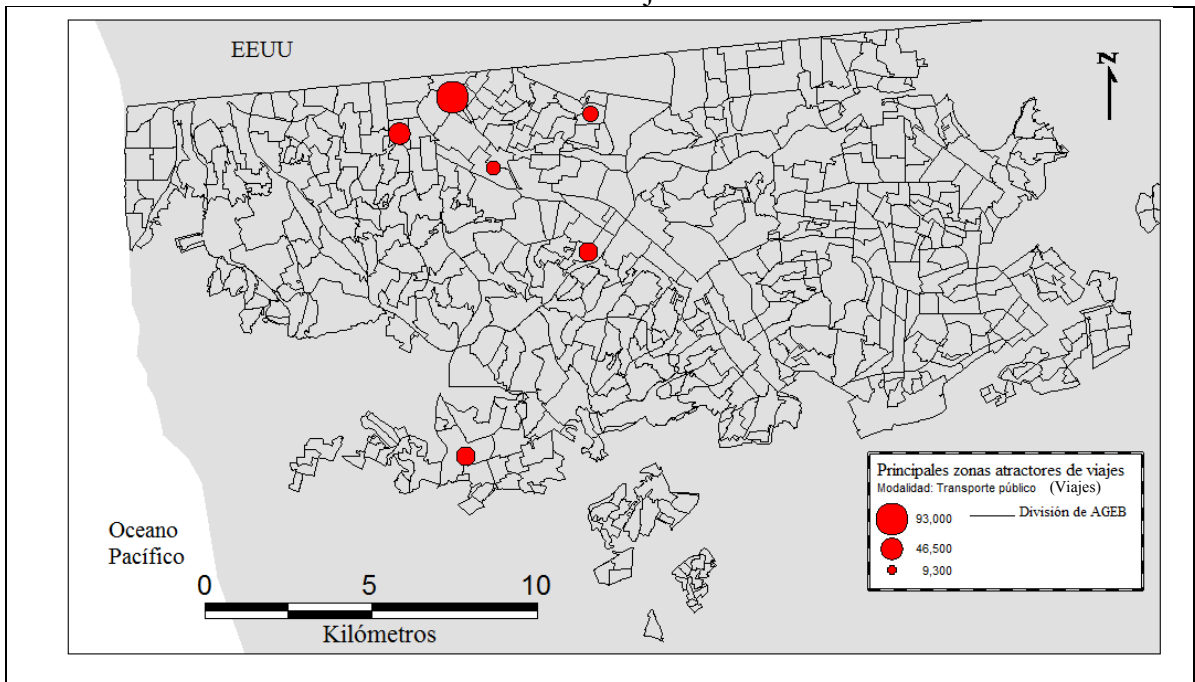 EEUU
N
Principales zonas atractores de viajes
Modalidad: Transporte público (Viajes)
93,000
División de AGEB
46,500
9,300
Oceano
Pacífico
0 5 10
Kilómetros